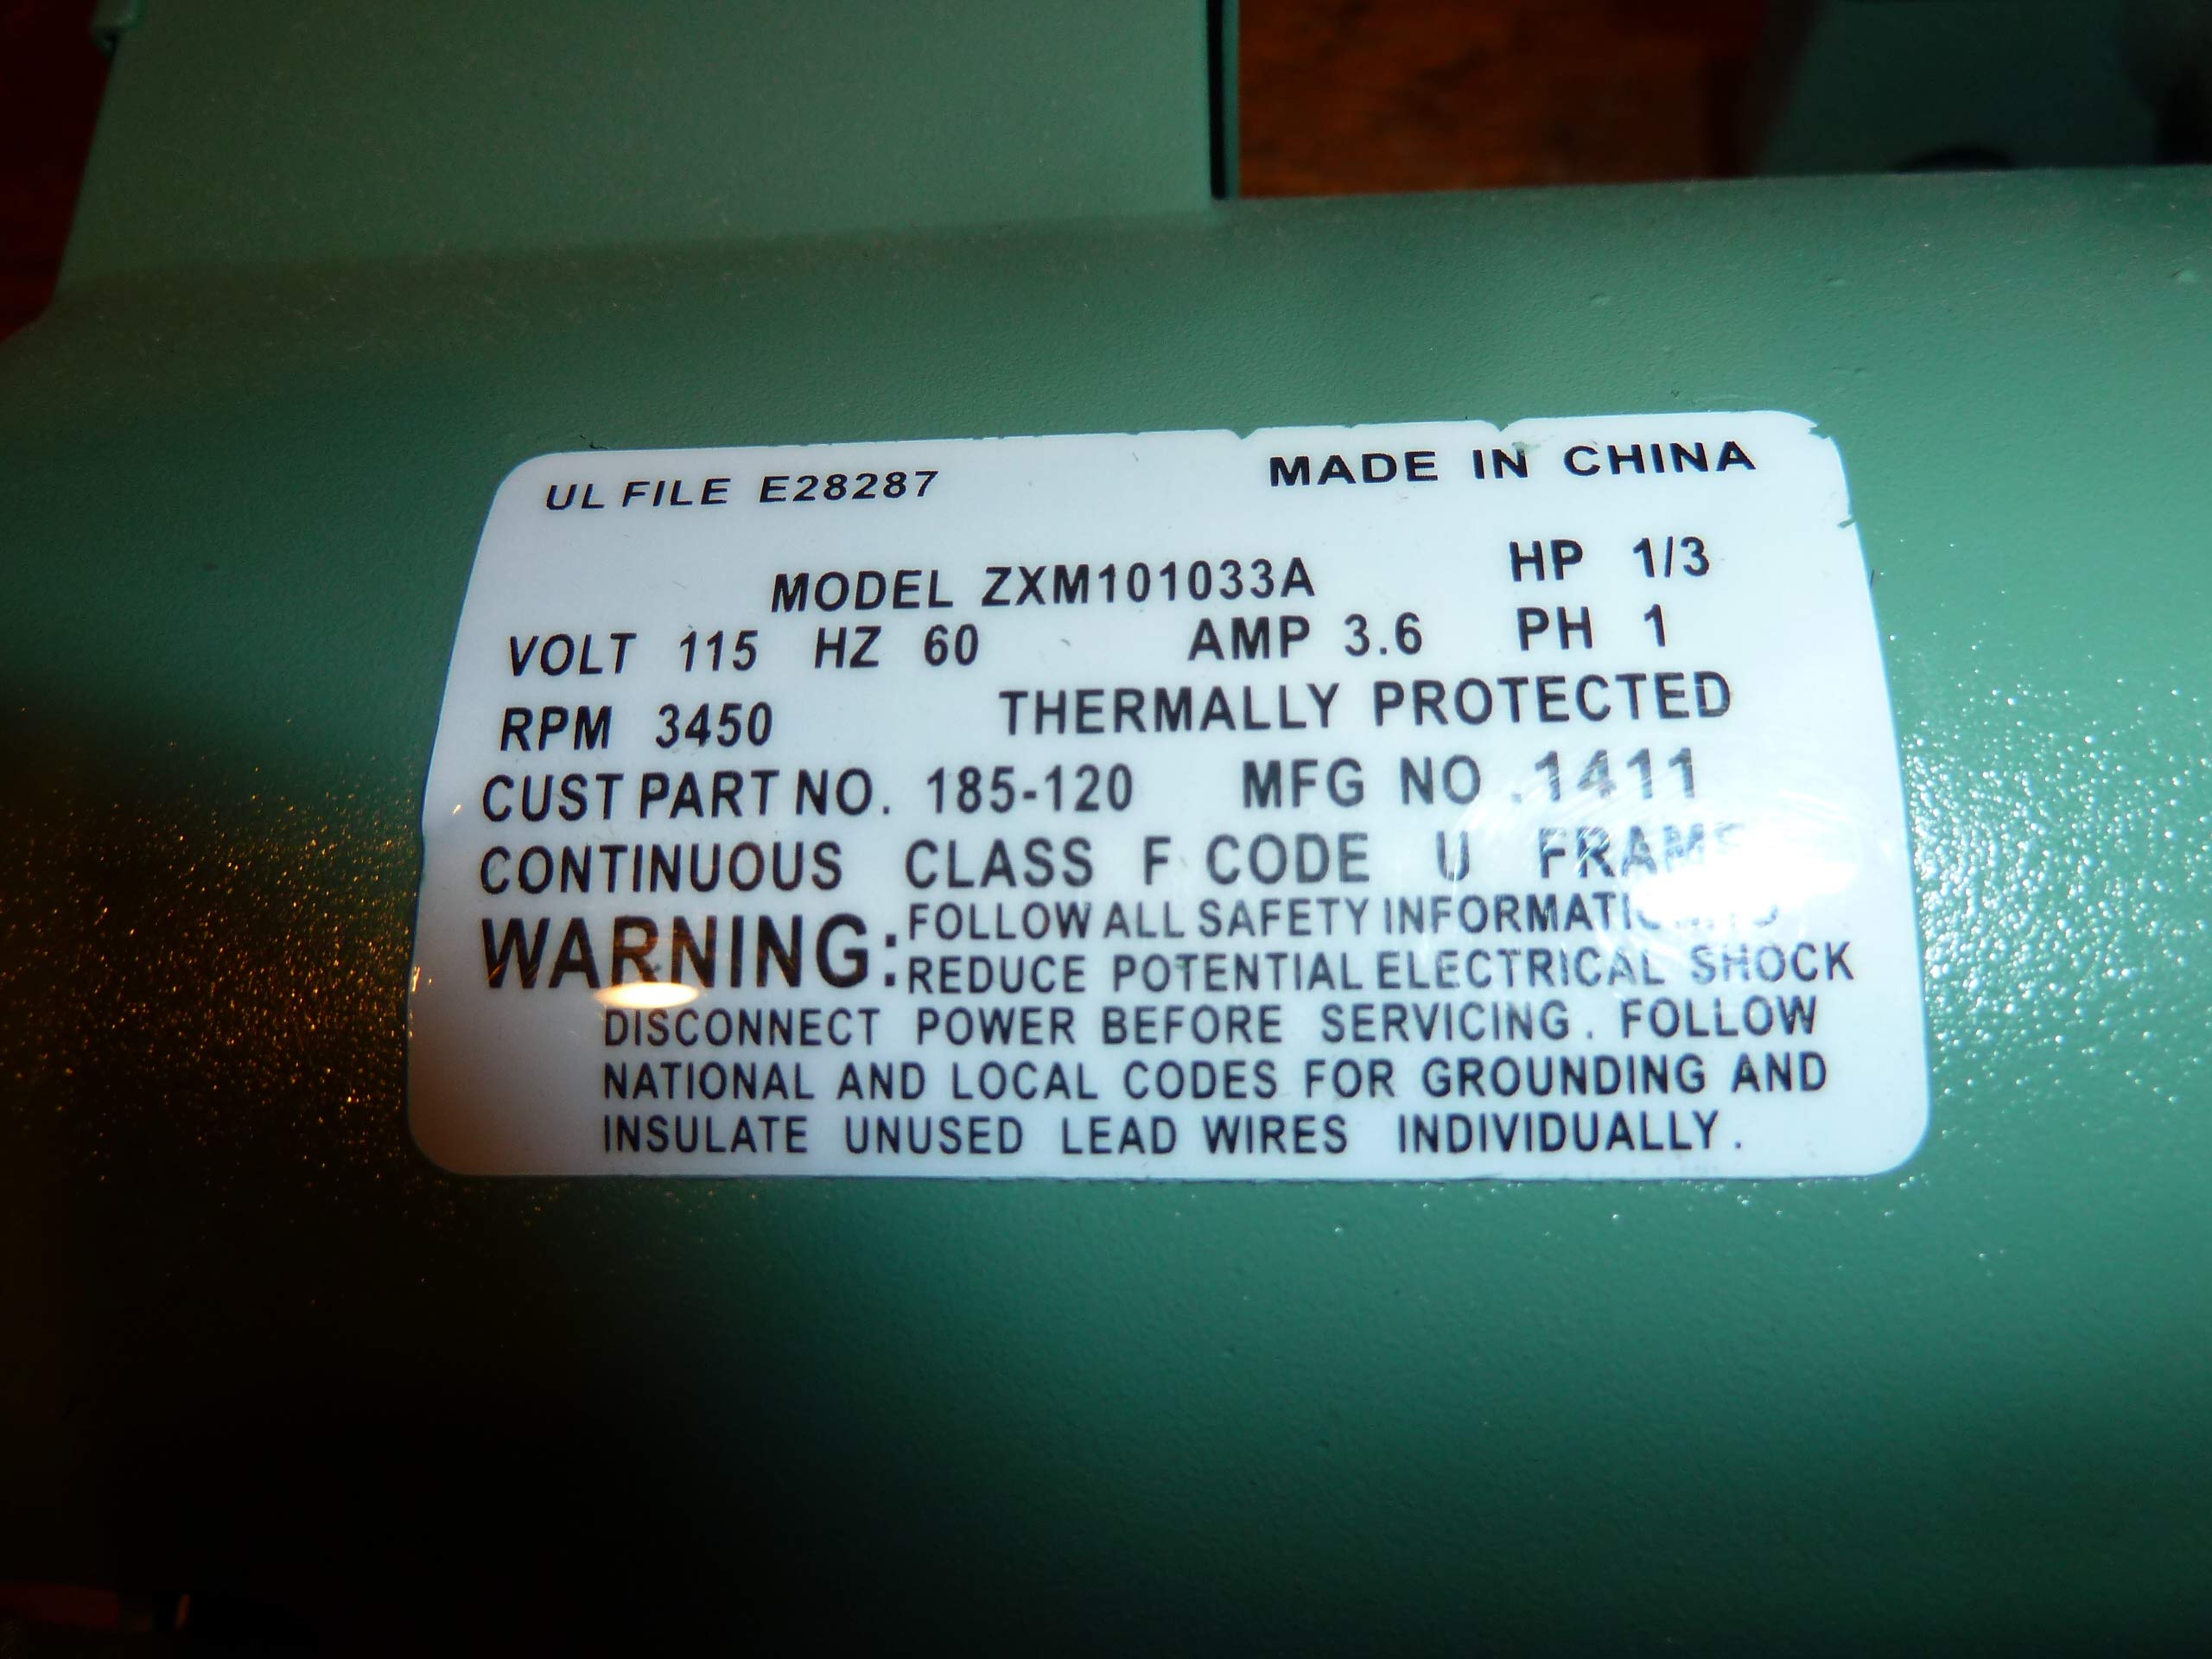 UL FILE E28287 MADE IN CHINA
MODEL ZXM101033A HP 1/3
VOLT 115 HZ 60 AMP 3.6 PH 1
RPM 3450 THERMALLY PROTECTED
CUST PART NO. 185-120 MFG NO .1411
CONTINUOUS CLASS F CODE U FRAME
WARNING: FOLLOW ALL SAFETY INFORMATION TO
REDUCE POTENTIAL ELECTRICAL SHOCK
DISCONNECT POWER BEFORE SERVICING. FOLLOW
NATIONAL AND LOCAL CODES FOR GROUNDING AND
INSULATE UNUSED LEAD WIRES INDIVIDUALLY.